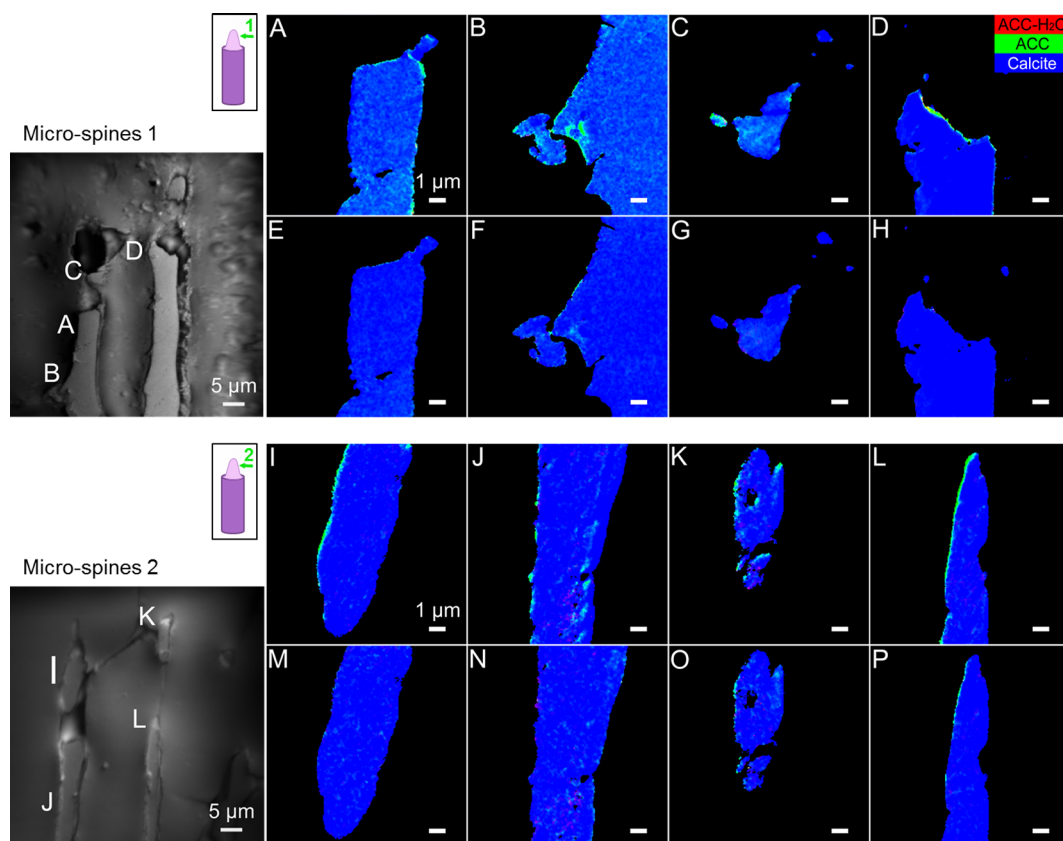 1
A
B
C
D
ACC-H₂O
ACC
Calcite
Micro-spines 1
1 µm
E
F
G
H
C
D
A
B
5 µm
2
I
J
K
L
Micro-spines 2
1 µm
K
I
L
J
5 µm
M
N
O
P